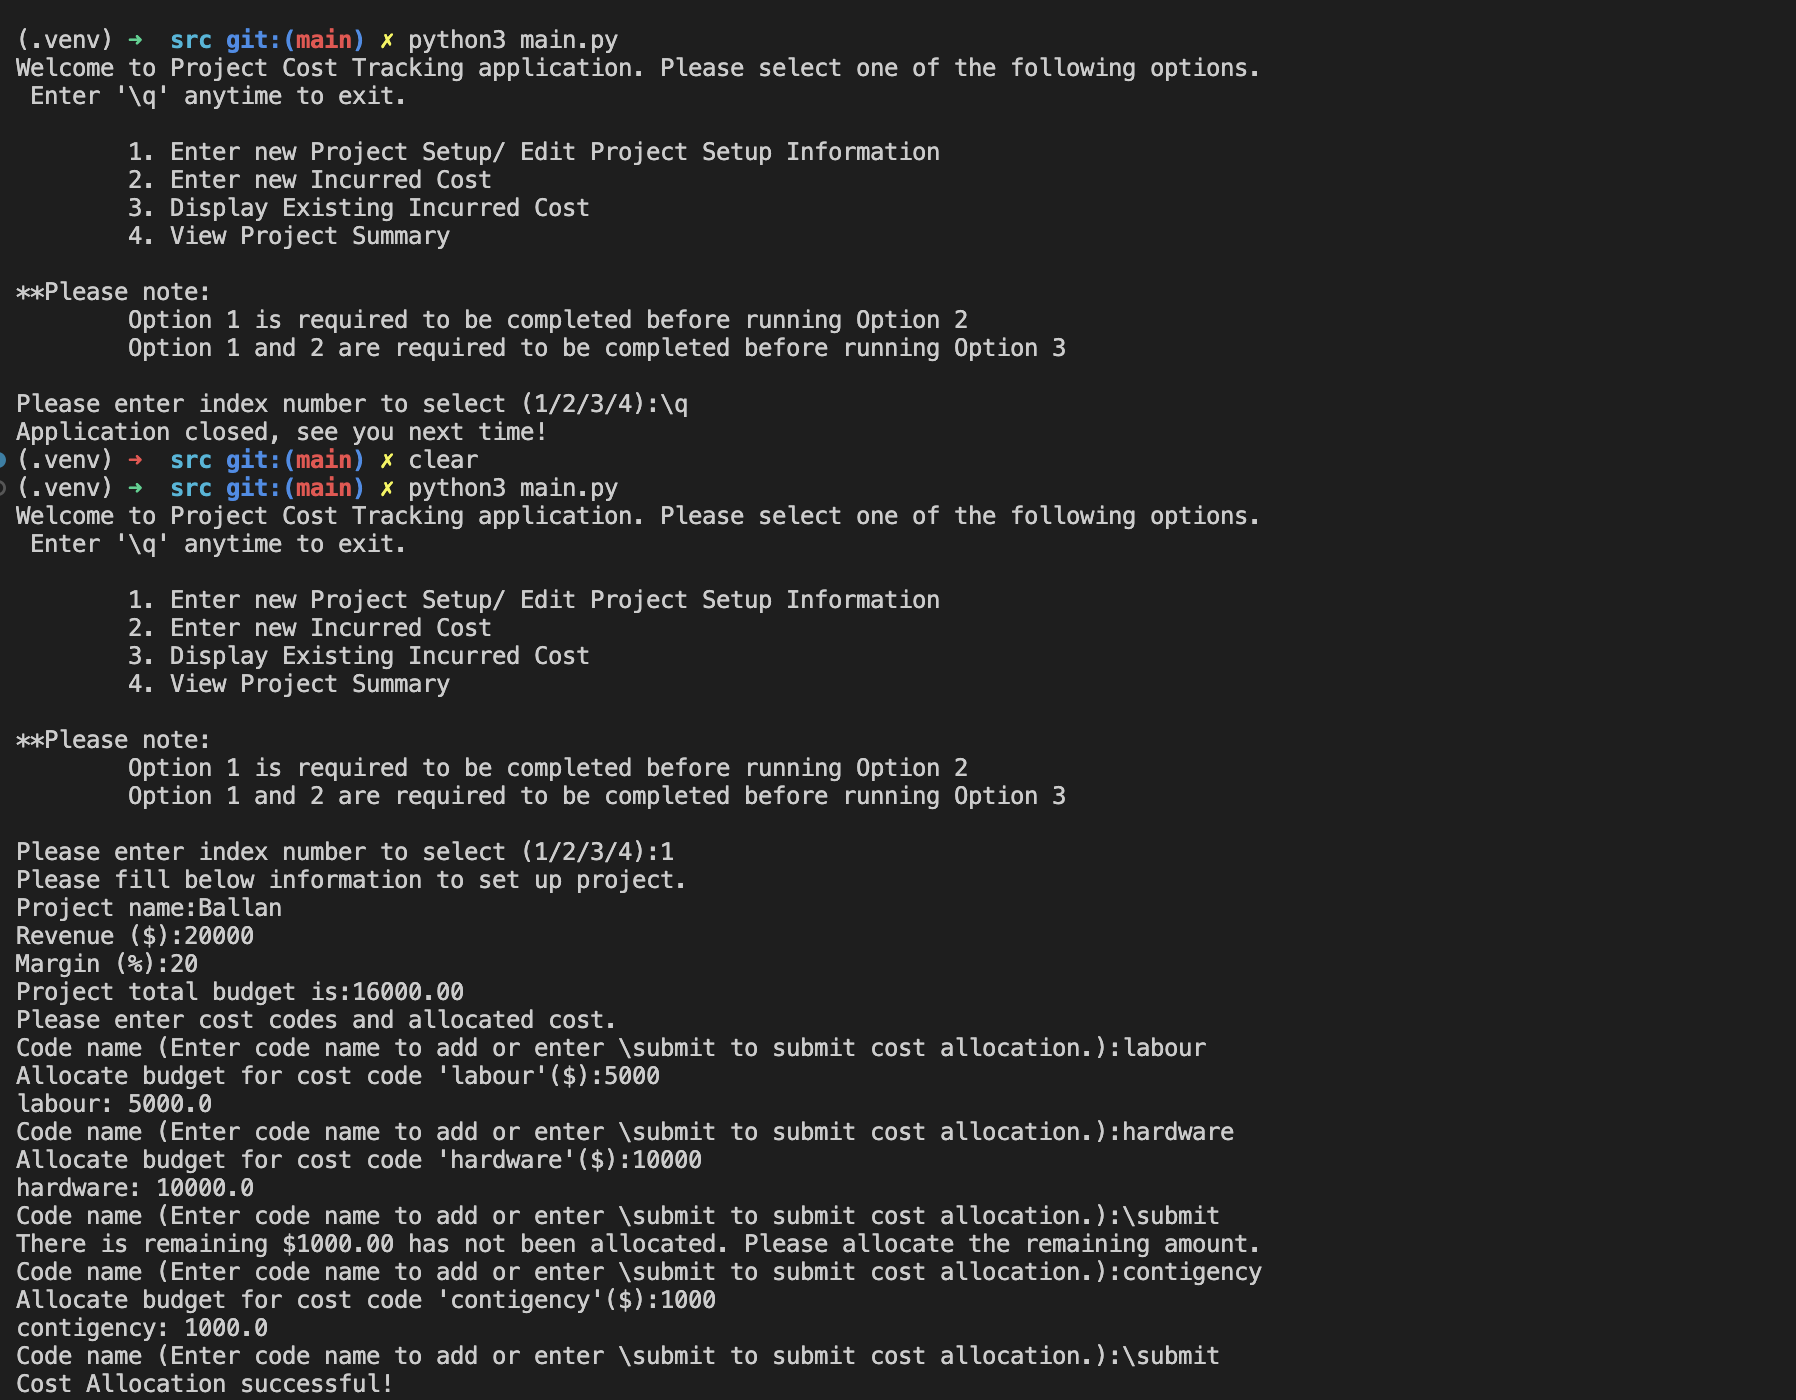 (.venv) ➜  src git:(main) ✗ python3 main.py
Welcome to Project Cost Tracking application. Please select one of the following options.
 Enter '\q' anytime to exit.
        1. Enter new Project Setup/ Edit Project Setup Information
        2. Enter new Incurred Cost
        3. Display Existing Incurred Cost
        4. View Project Summary
**Please note:
        Option 1 is required to be completed before running Option 2
        Option 1 and 2 are required to be completed before running Option 3
Please enter index number to select (1/2/3/4):\q
Application closed, see you next time!
(.venv) ➜  src git:(main) ✗ clear
(.venv) ➜  src git:(main) ✗ python3 main.py
Welcome to Project Cost Tracking application. Please select one of the following options.
 Enter '\q' anytime to exit.
        1. Enter new Project Setup/ Edit Project Setup Information
        2. Enter new Incurred Cost
        3. Display Existing Incurred Cost
        4. View Project Summary
**Please note:
        Option 1 is required to be completed before running Option 2
        Option 1 and 2 are required to be completed before running Option 3
Please enter index number to select (1/2/3/4):1
Please fill below information to set up project.
Project name:Ballan
Revenue ($):20000
Margin (%):20
Project total budget is:16000.00
Please enter cost codes and allocated cost.
Code name (Enter code name to add or enter \submit to submit cost allocation.):labour
Allocate budget for cost code 'labour'($):5000
labour: 5000.0
Code name (Enter code name to add or enter \submit to submit cost allocation.):hardware
Allocate budget for cost code 'hardware'($):10000
hardware: 10000.0
Code name (Enter code name to add or enter \submit to submit cost allocation.):\submit
There is remaining $1000.00 has not been allocated. Please allocate the remaining amount.
Code name (Enter code name to add or enter \submit to submit cost allocation.):contigency
Allocate budget for cost code 'contigency'($):1000
contigency: 1000.0
Code name (Enter code name to add or enter \submit to submit cost allocation.):\submit
Cost Allocation successful!